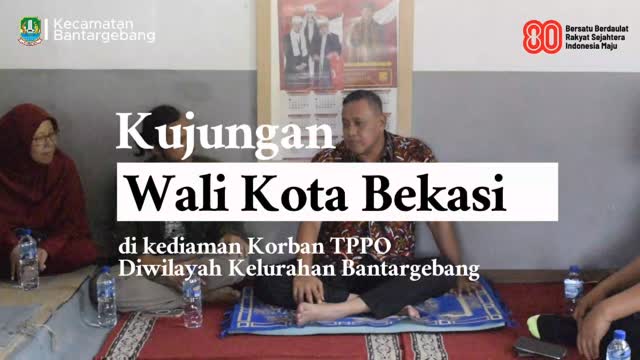 Kecamatan
Bantargebang
80
Bersatu Berdaulat
Rakyat Sejahtera
Indonesia Maju
Kujungan
Wali Kota Bekasi
di kediaman Korban TPPO
Diwilayah Kelurahan Bantargebang